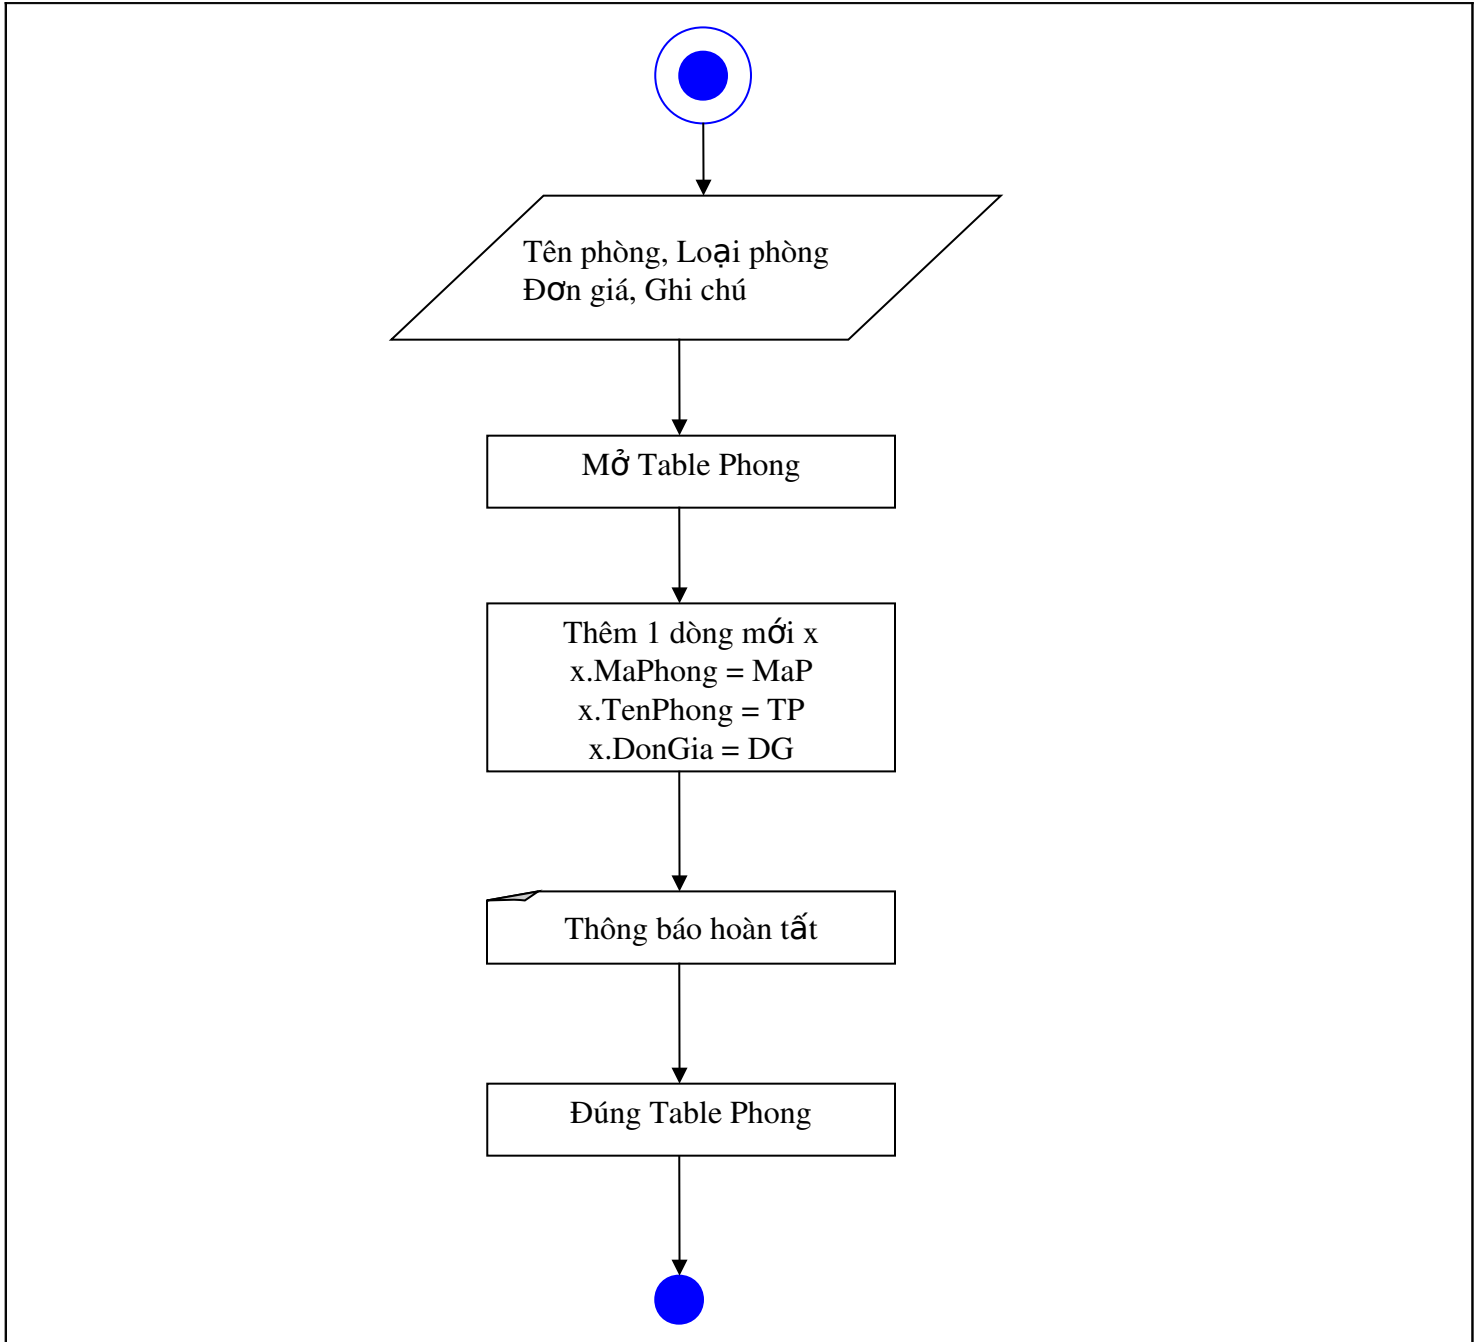 Tên phòng, Loại phòng
Đơn giá, Ghi chú
Mở Table Phong
Thêm 1 dòng mới x
x.MaPhong = MaP
x.TenPhong = TP
x.DonGia = DG
Thông báo hoàn tất
Đúng Table Phong